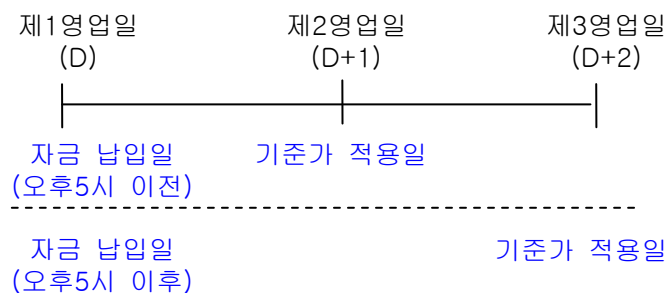 제1영업일 제2영업일 제3영업일
(D) (D+1) (D+2)
자금 납입일 기준가 적용일
(오후5시 이전)
자금 납입일 기준가 적용일
(오후5시 이후)